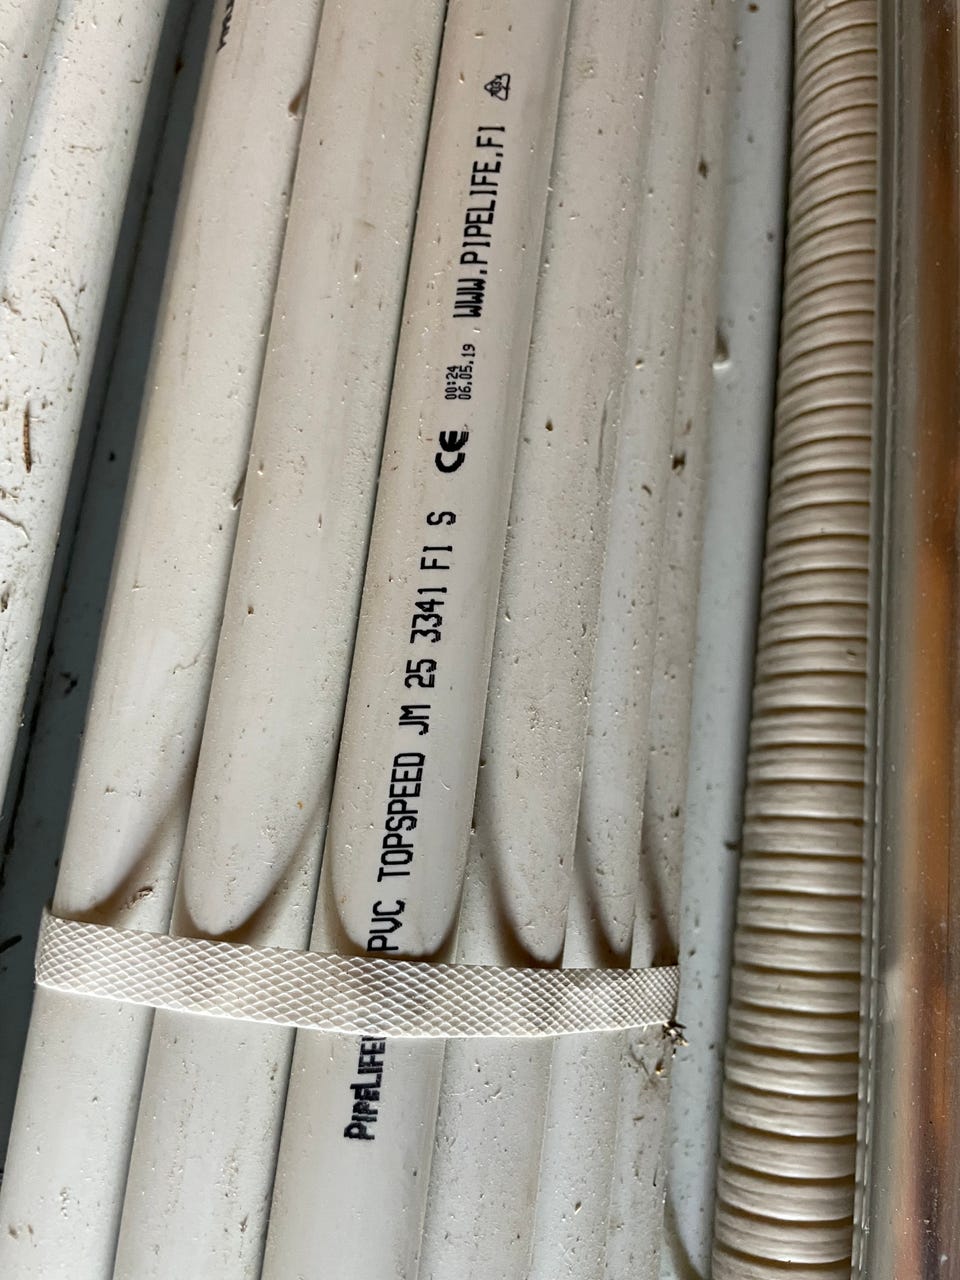 PIPELIFE PVC TOPSPEED JM 25 3341 FI S CE
00:24
06.05.19
WWW.PIPELIFE.FI